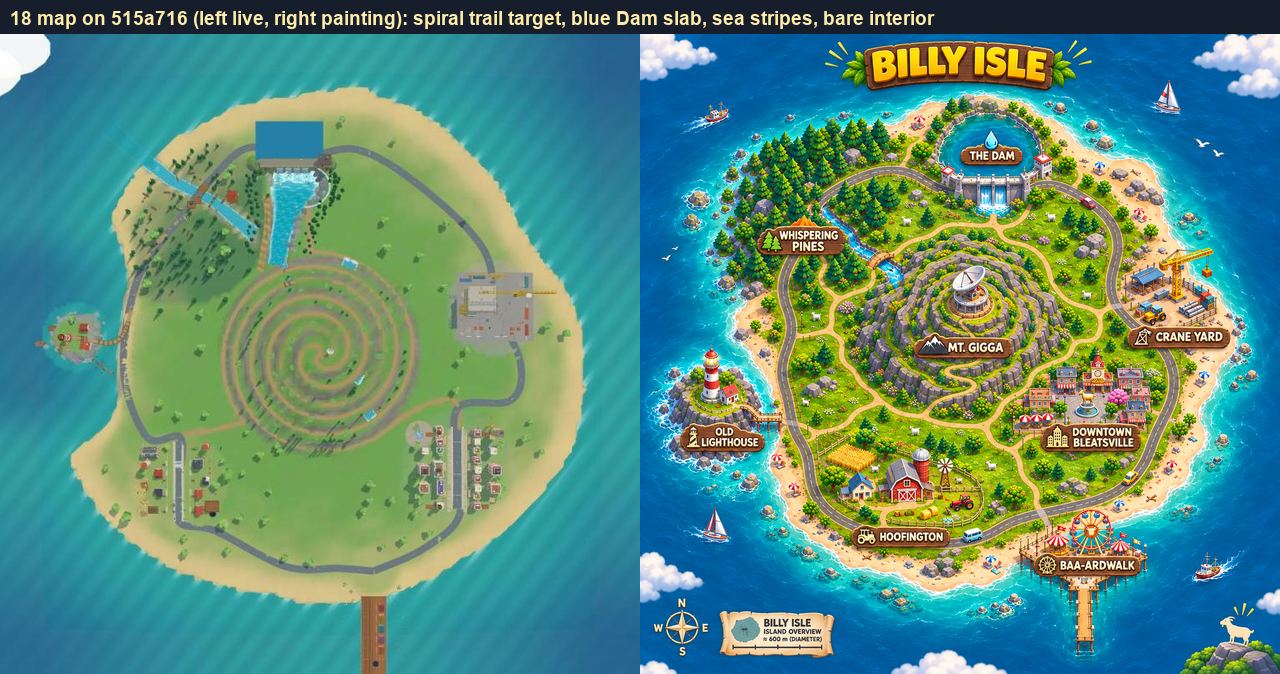 18 map on 515a716 (left live, right painting): spiral trail target, blue Dam slab, sea stripes, bare interior
BILLY ISLE
THE DAM
WHISPERING
PINES
MT. GIGGA
CRANE YARD
OLD
LIGHTHOUSE
DOWNTOWN
BLEATSVILLE
HOOFINGTON
BAA-ARDWALK
N
W E
S
BILLY ISLE
ISLAND OVERVIEW
≈ 600 m (DIAMETER)